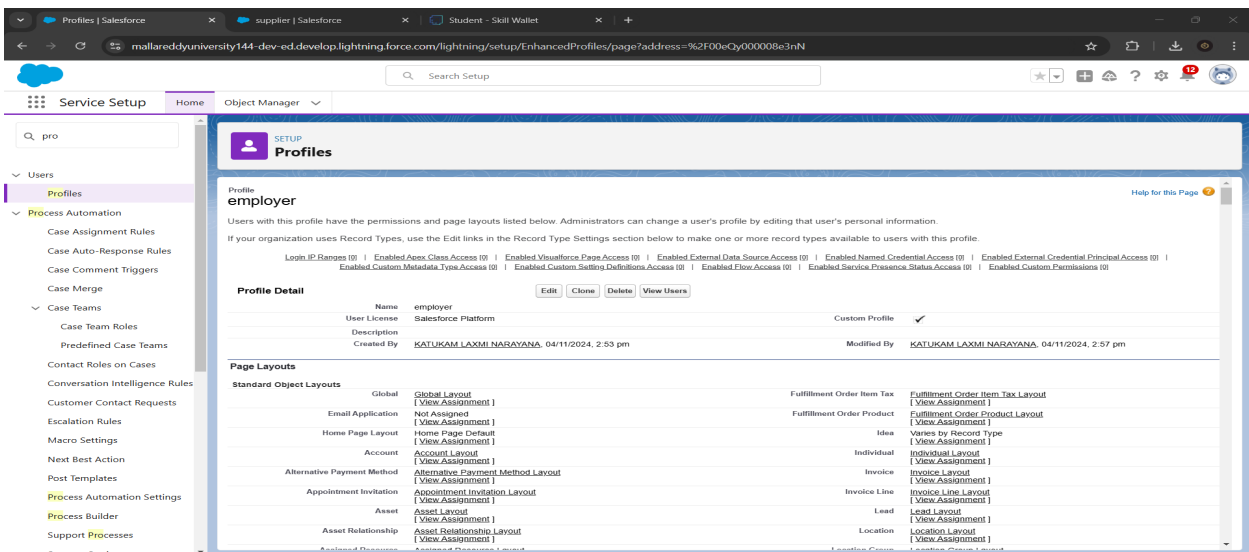 Profiles | Salesforce
supplier | Salesforce
Student - Skill Wallet
mallareddyuniversity144-dev-ed.develop.lightning.force.com/lightning/setup/EnhancedProfiles/page?address=%2F00eQy000008e3nN
Search Setup
12
Service Setup
Home
Object Manager
pro
Users
Profiles
Process Automation
Case Assignment Rules
Case Auto-Response Rules
Case Comment Triggers
Case Merge
Case Teams
Case Team Roles
Predefined Case Teams
Contact Roles on Cases
Conversation Intelligence Rules
Customer Contact Requests
Escalation Rules
Macro Settings
Next Best Action
Post Templates
Process Automation Settings
Process Builder
Support Processes
SETUP
Profiles
Profile
employer
Help for this Page
Users with this profile have the permissions and page layouts listed below. Administrators can change a user's profile by editing that user's personal information.
If your organization uses Record Types, use the Edit links in the Record Type Settings section below to make one or more record types available to users with this profile.
Login IP Ranges [0] | Enabled Apex Class Access [0] | Enabled Visualforce Page Access [0] | Enabled External Data Source Access [0] | Enabled Named Credential Access [0] | Enabled External Credential Principal Access [0] |
Enabled Custom Metadata Type Access [0] | Enabled Custom Setting Definitions Access [0] | Enabled Flow Access [0] | Enabled Service Presence Status Access [0] | Enabled Custom Permissions [0]
Profile Detail Edit Clone Delete View Users
Name employer
User License Salesforce Platform Custom Profile ✓
Description
Created By KATUKAM LAXMI NARAYANA, 04/11/2024, 2:53 pm Modified By KATUKAM LAXMI NARAYANA, 04/11/2024, 2:57 pm
Page Layouts
Standard Object Layouts
Global Global Layout Fulfillment Order Item Tax Fulfillment Order Item Tax Layout
[ View Assignment ] [ View Assignment ]
Email Application Not Assigned Fulfillment Order Product Fulfillment Order Product Layout
[ View Assignment ] [ View Assignment ]
Home Page Layout Home Page Default Idea Varies by Record Type
[ View Assignment ] [ View Assignment ]
Account Account Layout Individual Individual Layout
[ View Assignment ] [ View Assignment ]
Alternative Payment Method Alternative Payment Method Layout Invoice Invoice Layout
[ View Assignment ] [ View Assignment ]
Appointment Invitation Appointment Invitation Layout Invoice Line Invoice Line Layout
[ View Assignment ] [ View Assignment ]
Asset Asset Layout Lead Lead Layout
[ View Assignment ] [ View Assignment ]
Asset Relationship Asset Relationship Layout Location Location Layout
[ View Assignment ] [ View Assignment ]
Assigned Resource Assigned Resource Layout Location Group Location Group Layout